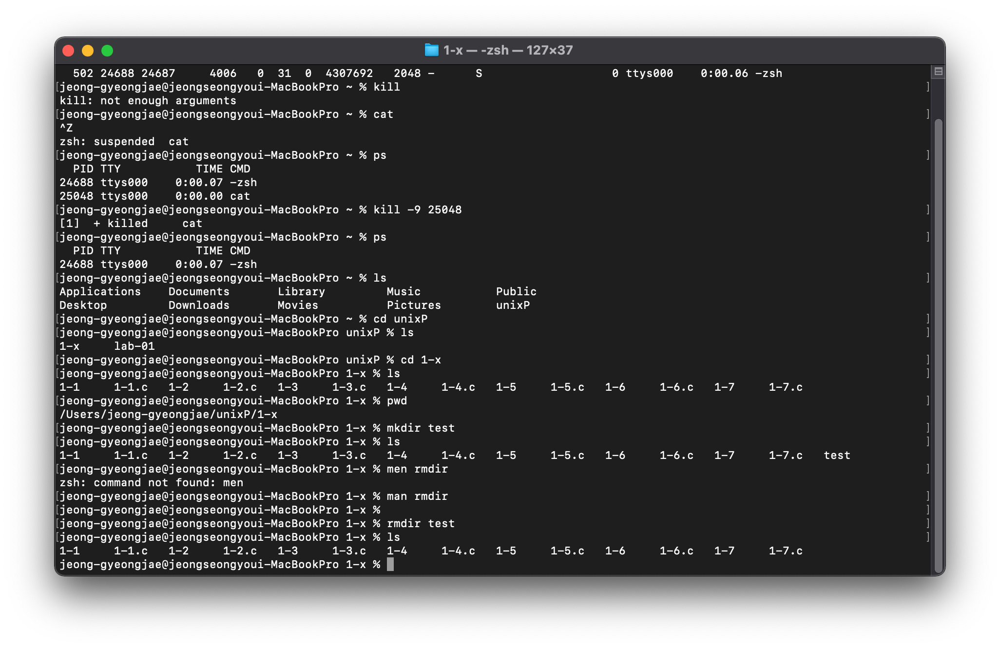 1-x — -zsh — 127×37
  502 24688 24687     4006   0  31  0  4307692   2048 -      S                   0 ttys000    0:00.06 -zsh
[jeong-gyeongjae@jeongseongyoui-MacBookPro ~ % kill ]
kill: not enough arguments
[jeong-gyeongjae@jeongseongyoui-MacBookPro ~ % cat ]
^Z
zsh: suspended  cat
[jeong-gyeongjae@jeongseongyoui-MacBookPro ~ % ps ]
  PID TTY           TIME CMD
24688 ttys000    0:00.07 -zsh
25048 ttys000    0:00.00 cat
[jeong-gyeongjae@jeongseongyoui-MacBookPro ~ % kill -9 25048 ]
[1]  + killed     cat
[jeong-gyeongjae@jeongseongyoui-MacBookPro ~ % ps ]
  PID TTY           TIME CMD
24688 ttys000    0:00.07 -zsh
[jeong-gyeongjae@jeongseongyoui-MacBookPro ~ % ls ]
Applications    Documents       Library         Music           Public
Desktop         Downloads       Movies          Pictures        unixP
[jeong-gyeongjae@jeongseongyoui-MacBookPro ~ % cd unixP ]
[jeong-gyeongjae@jeongseongyoui-MacBookPro unixP % ls ]
1-x     lab-01
[jeong-gyeongjae@jeongseongyoui-MacBookPro unixP % cd 1-x ]
[jeong-gyeongjae@jeongseongyoui-MacBookPro 1-x % ls ]
1-1     1-1.c   1-2     1-2.c   1-3     1-3.c   1-4     1-4.c   1-5     1-5.c   1-6     1-6.c   1-7     1-7.c
[jeong-gyeongjae@jeongseongyoui-MacBookPro 1-x % pwd ]
/Users/jeong-gyeongjae/unixP/1-x
[jeong-gyeongjae@jeongseongyoui-MacBookPro 1-x % mkdir test ]
[jeong-gyeongjae@jeongseongyoui-MacBookPro 1-x % ls ]
1-1     1-1.c   1-2     1-2.c   1-3     1-3.c   1-4     1-4.c   1-5     1-5.c   1-6     1-6.c   1-7     1-7.c   test
[jeong-gyeongjae@jeongseongyoui-MacBookPro 1-x % men rmdir ]
zsh: command not found: men
[jeong-gyeongjae@jeongseongyoui-MacBookPro 1-x % man rmdir ]
[jeong-gyeongjae@jeongseongyoui-MacBookPro 1-x % ]
[jeong-gyeongjae@jeongseongyoui-MacBookPro 1-x % rmdir test ]
[jeong-gyeongjae@jeongseongyoui-MacBookPro 1-x % ls ]
1-1     1-1.c   1-2     1-2.c   1-3     1-3.c   1-4     1-4.c   1-5     1-5.c   1-6     1-6.c   1-7     1-7.c
jeong-gyeongjae@jeongseongyoui-MacBookPro 1-x %